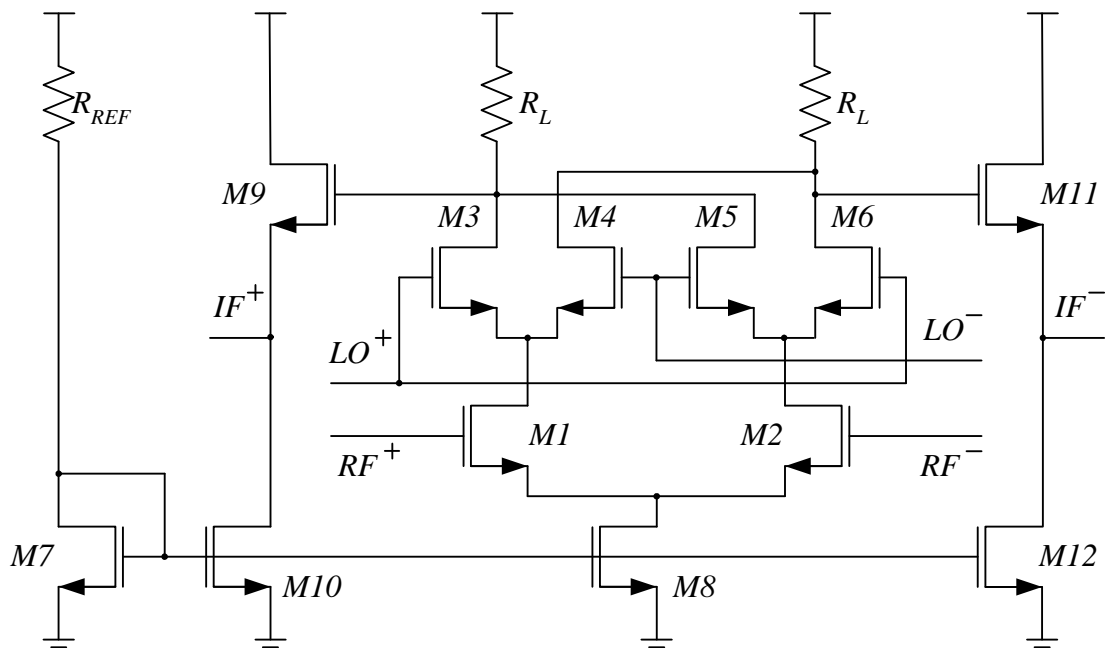 R_REF
R_L
R_L
M9
M3
M4
M5
M6
M11
IF+
LO+
LO−
IF−
M1
M2
RF+
RF−
M7
M10
M8
M12